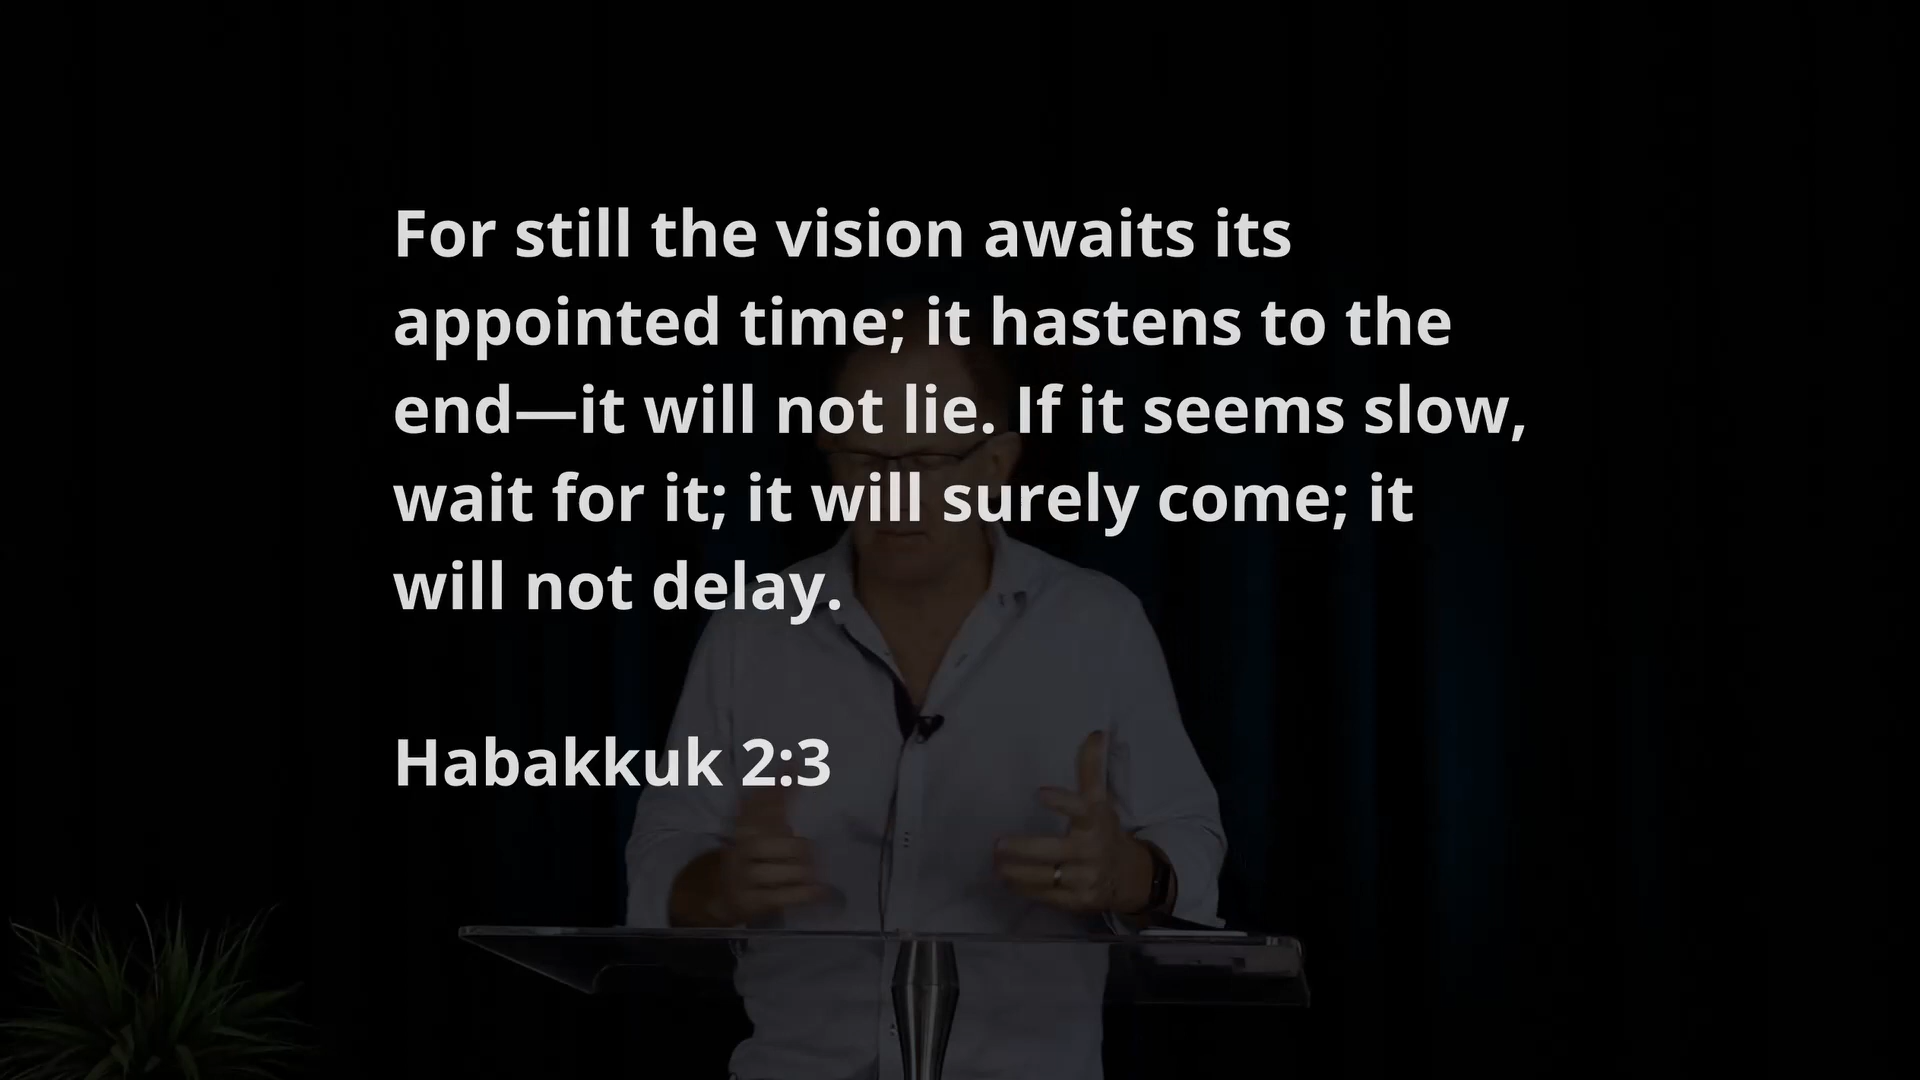 For still the vision awaits its
appointed time; it hastens to the
end—it will not lie. If it seems slow,
wait for it; it will surely come; it
will not delay.
Habakkuk 2:3